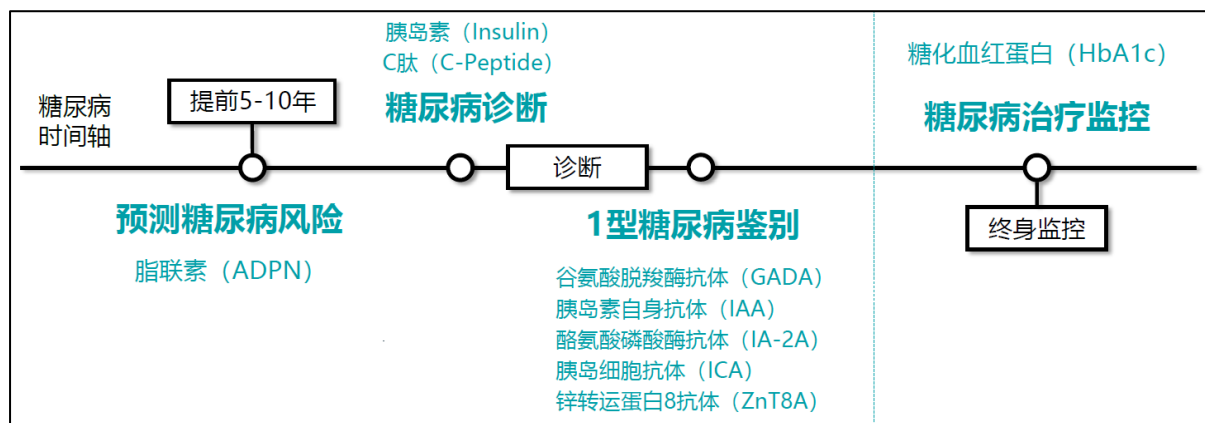 糖尿病
时间轴
提前5-10年
预测糖尿病风险
脂联素（ADPN）
胰岛素（Insulin）
C肽（C-Peptide）
糖尿病诊断
诊断
1型糖尿病鉴别
谷氨酸脱羧酶抗体（GADA）
胰岛素自身抗体（IAA）
酪氨酸磷酸酶抗体（IA-2A）
胰岛细胞抗体（ICA）
锌转运蛋白8抗体（ZnT8A）
糖化血红蛋白（HbA1c）
糖尿病治疗监控
终身监控